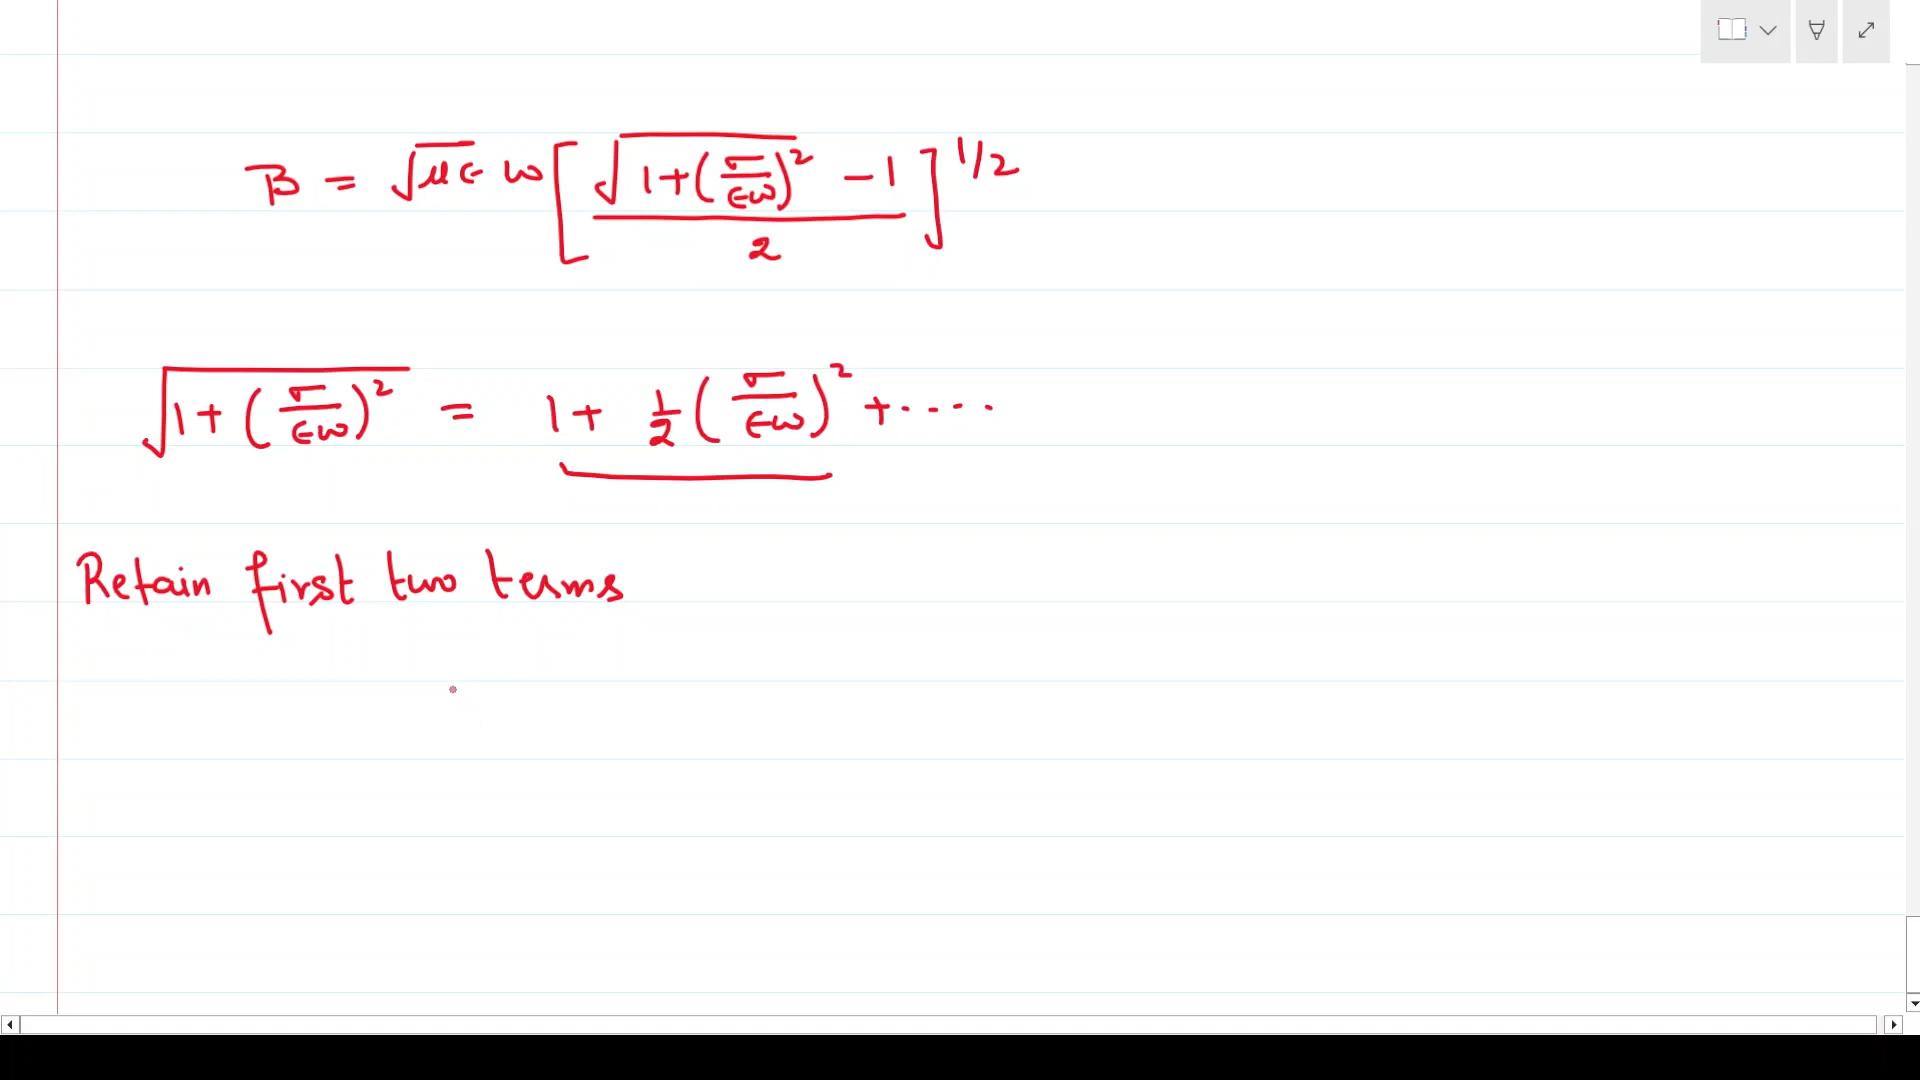 B = √με ω [ (√(1+(σ/εω)²) − 1) / 2 ]^1/2
√(1+(σ/εω)²) = 1 + 1/2 (σ/εω)² + ....
Retain first two terms